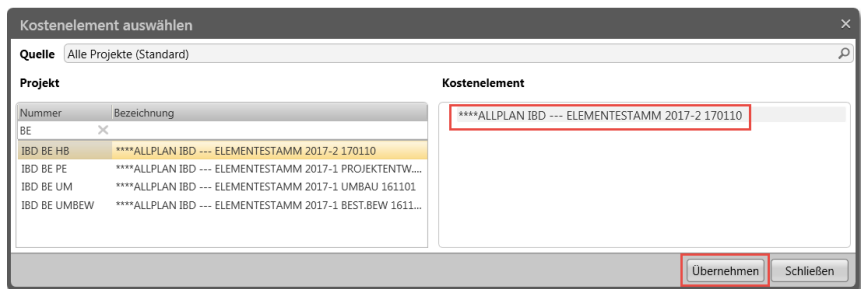 Kostenelement auswählen
Quelle Alle Projekte (Standard)
Projekt
Kostenelement
Nummer Bezeichnung
BE
IBD BE HB ****ALLPLAN IBD --- ELEMENTESTAMM 2017-2 170110
IBD BE PE ****ALLPLAN IBD --- ELEMENTESTAMM 2017-1 PROJEKTENTW....
IBD BE UM ****ALLPLAN IBD --- ELEMENTESTAMM 2017-1 UMBAU 161101
IBD BE UMBEW ****ALLPLAN IBD --- ELEMENTESTAMM 2017-1 BEST.BEW 1611...
****ALLPLAN IBD --- ELEMENTESTAMM 2017-2 170110
Übernehmen Schließen